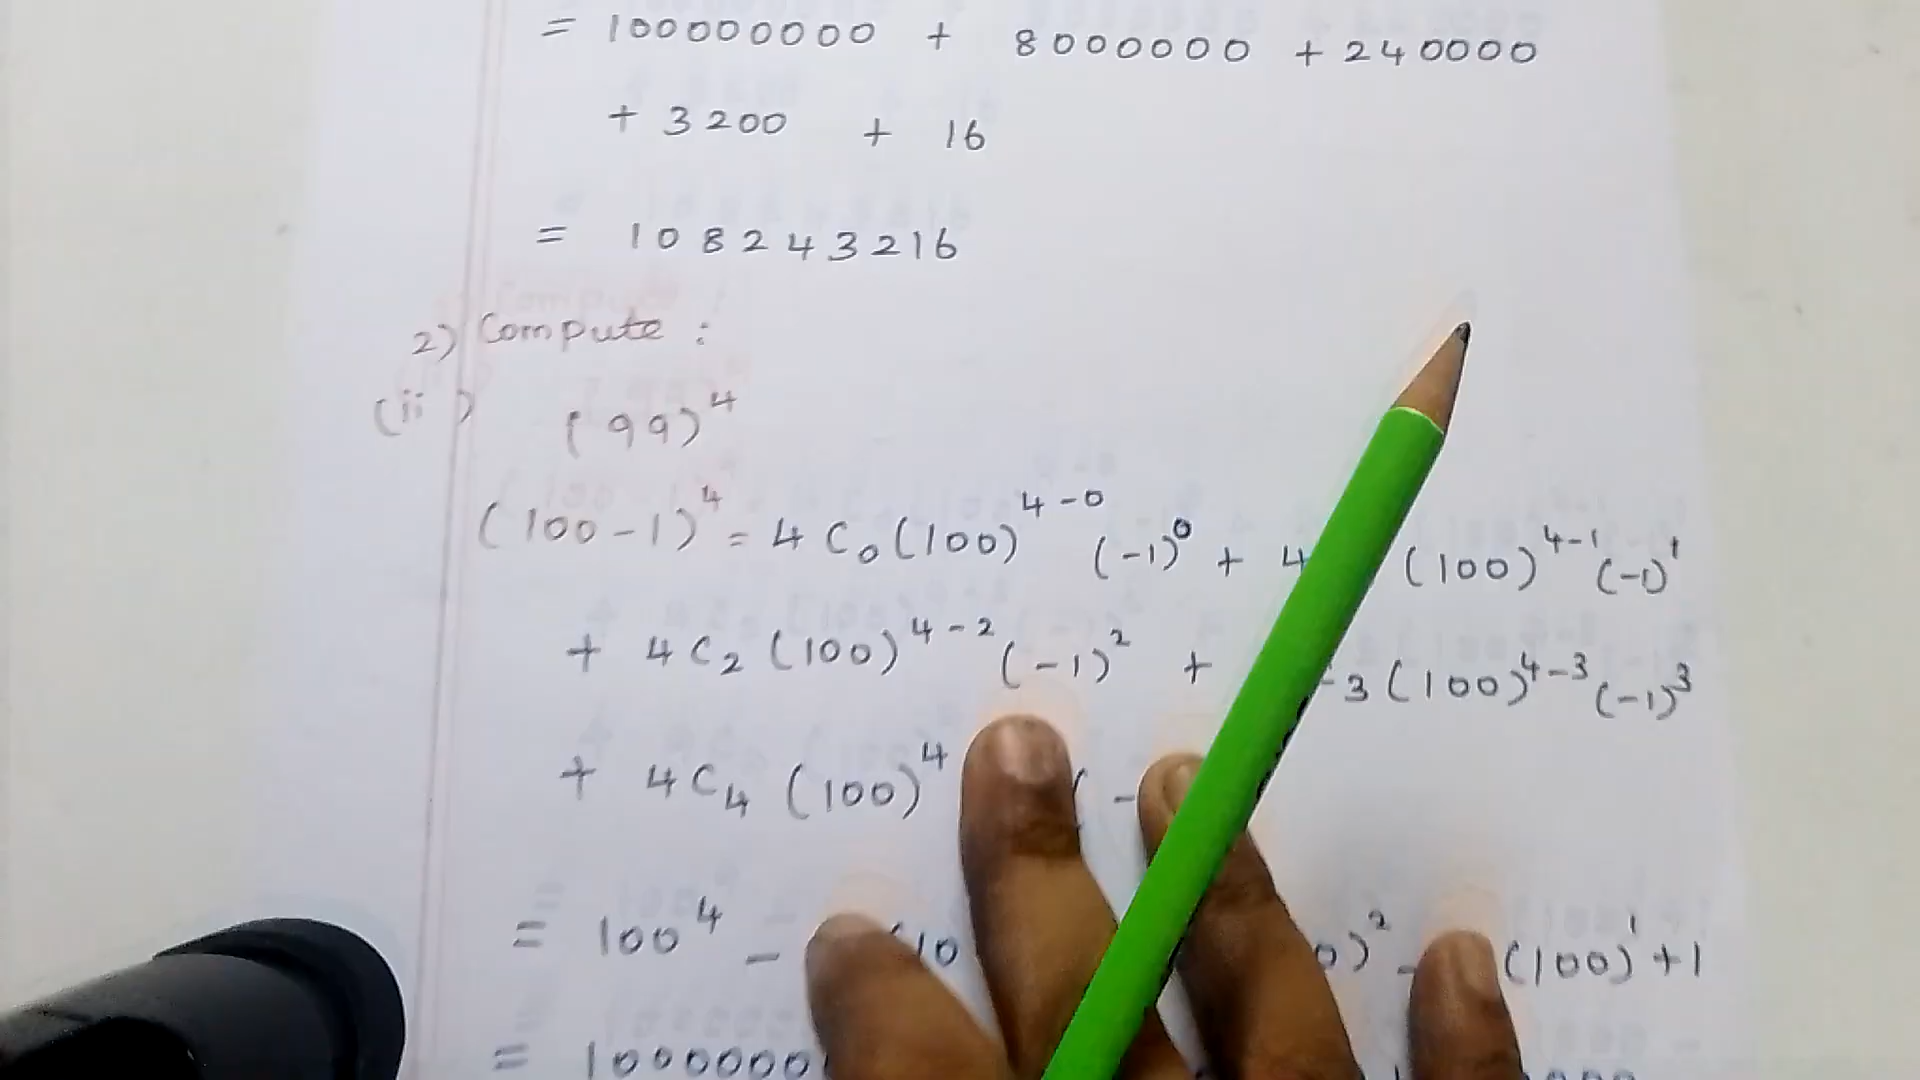 = 100000000 + 8000000 + 240000
+ 3200 + 16
= 108243216
2) Compute :
(ii) (99)⁴
(100-1)⁴ = 4C₀(100)⁴⁻⁰ (-1)⁰ + 4 (100)⁴⁻¹ (-1)¹
+ 4C₂(100)⁴⁻² (-1)² + ₃(100)⁴⁻³ (-1)³
+ 4C₄ (100)⁴ ( -
= 100⁴ - )² - (100)¹ + 1
= 1000000